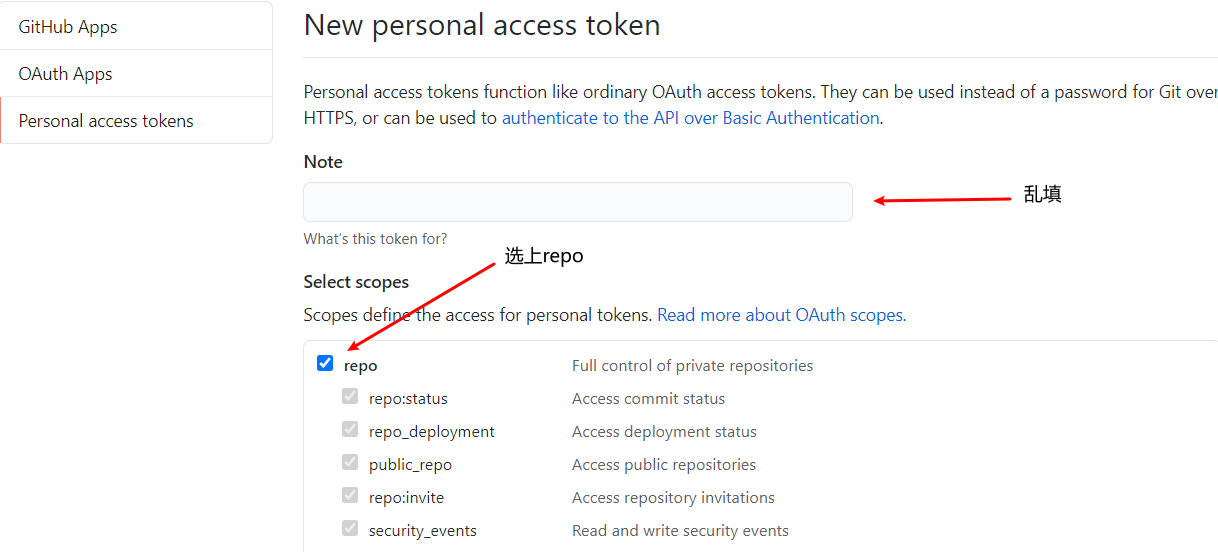 GitHub Apps
OAuth Apps
Personal access tokens
New personal access token
Personal access tokens function like ordinary OAuth access tokens. They can be used instead of a password for Git over
HTTPS, or can be used to authenticate to the API over Basic Authentication.
Note
乱填
What's this token for?
选上repo
Select scopes
Scopes define the access for personal tokens. Read more about OAuth scopes.
repo Full control of private repositories
repo:status Access commit status
repo_deployment Access deployment status
public_repo Access public repositories
repo:invite Access repository invitations
security_events Read and write security events